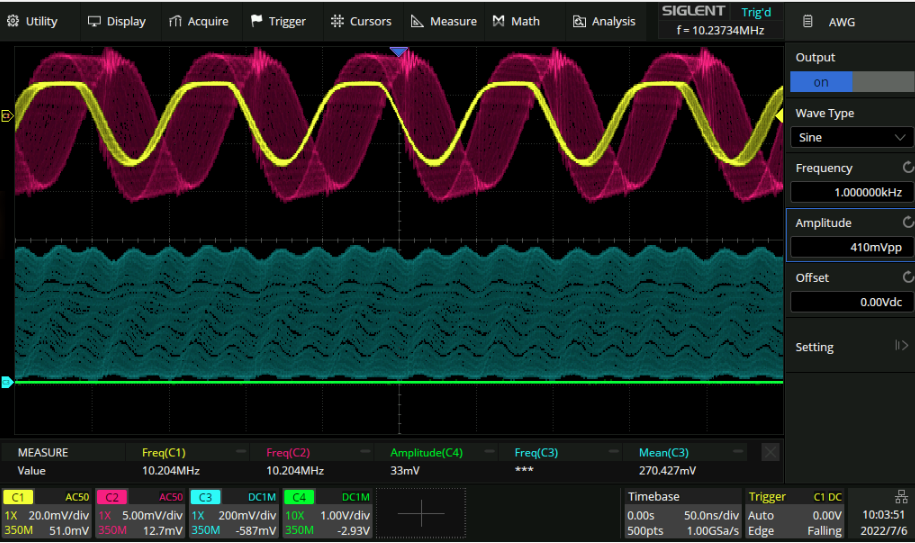 Utility Display Acquire Trigger Cursors Measure Math Analysis
SIGLENT Trig'd
f = 10.23734MHz
AWG
Output
on
Wave Type
Sine
Frequency
1.000000kHz
Amplitude
410mVpp
Offset
0.00Vdc
Setting
MEASURE Freq(C1) Freq(C2) Amplitude(C4) Freq(C3) Mean(C3)
Value 10.204MHz 10.204MHz 33mV *** 270.427mV
C1 AC50
1X 20.0mV/div
350M 51.0mV
C2 AC50
1X 5.00mV/div
350M 12.7mV
C3 DC1M
1X 200mV/div
350M -587mV
C4 DC1M
10X 1.00V/div
350M -2.93V
Timebase
0.00s 50.0ns/div
500pts 1.00GSa/s
Trigger C1 DC
Auto 0.00V
Edge Falling
10:03:51
2022/7/6